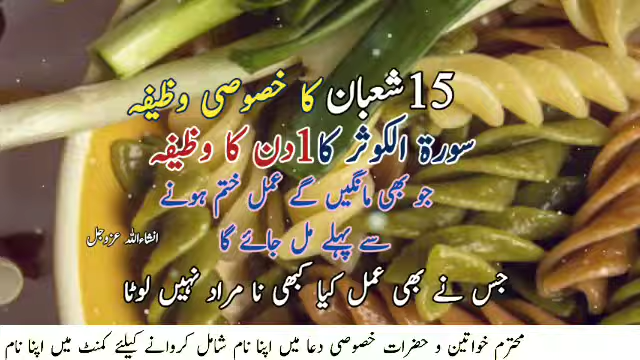 15 شعبان کا خصوصی وظیفہ
سورۃ الکوثر کا 1 دن کا وظیفہ
جو بھی مانگیں گے عمل ختم ہونے
سے پہلے مل جائے گا
انشاءاللہ عزوجل
جس نے بھی عمل کیا کبھی نا مراد نہیں لوٹا
محترم خواتین و حضرات خصوصی دعا میں اپنا نام شامل کروانے کیلئے کمنٹ میں اپنا نام